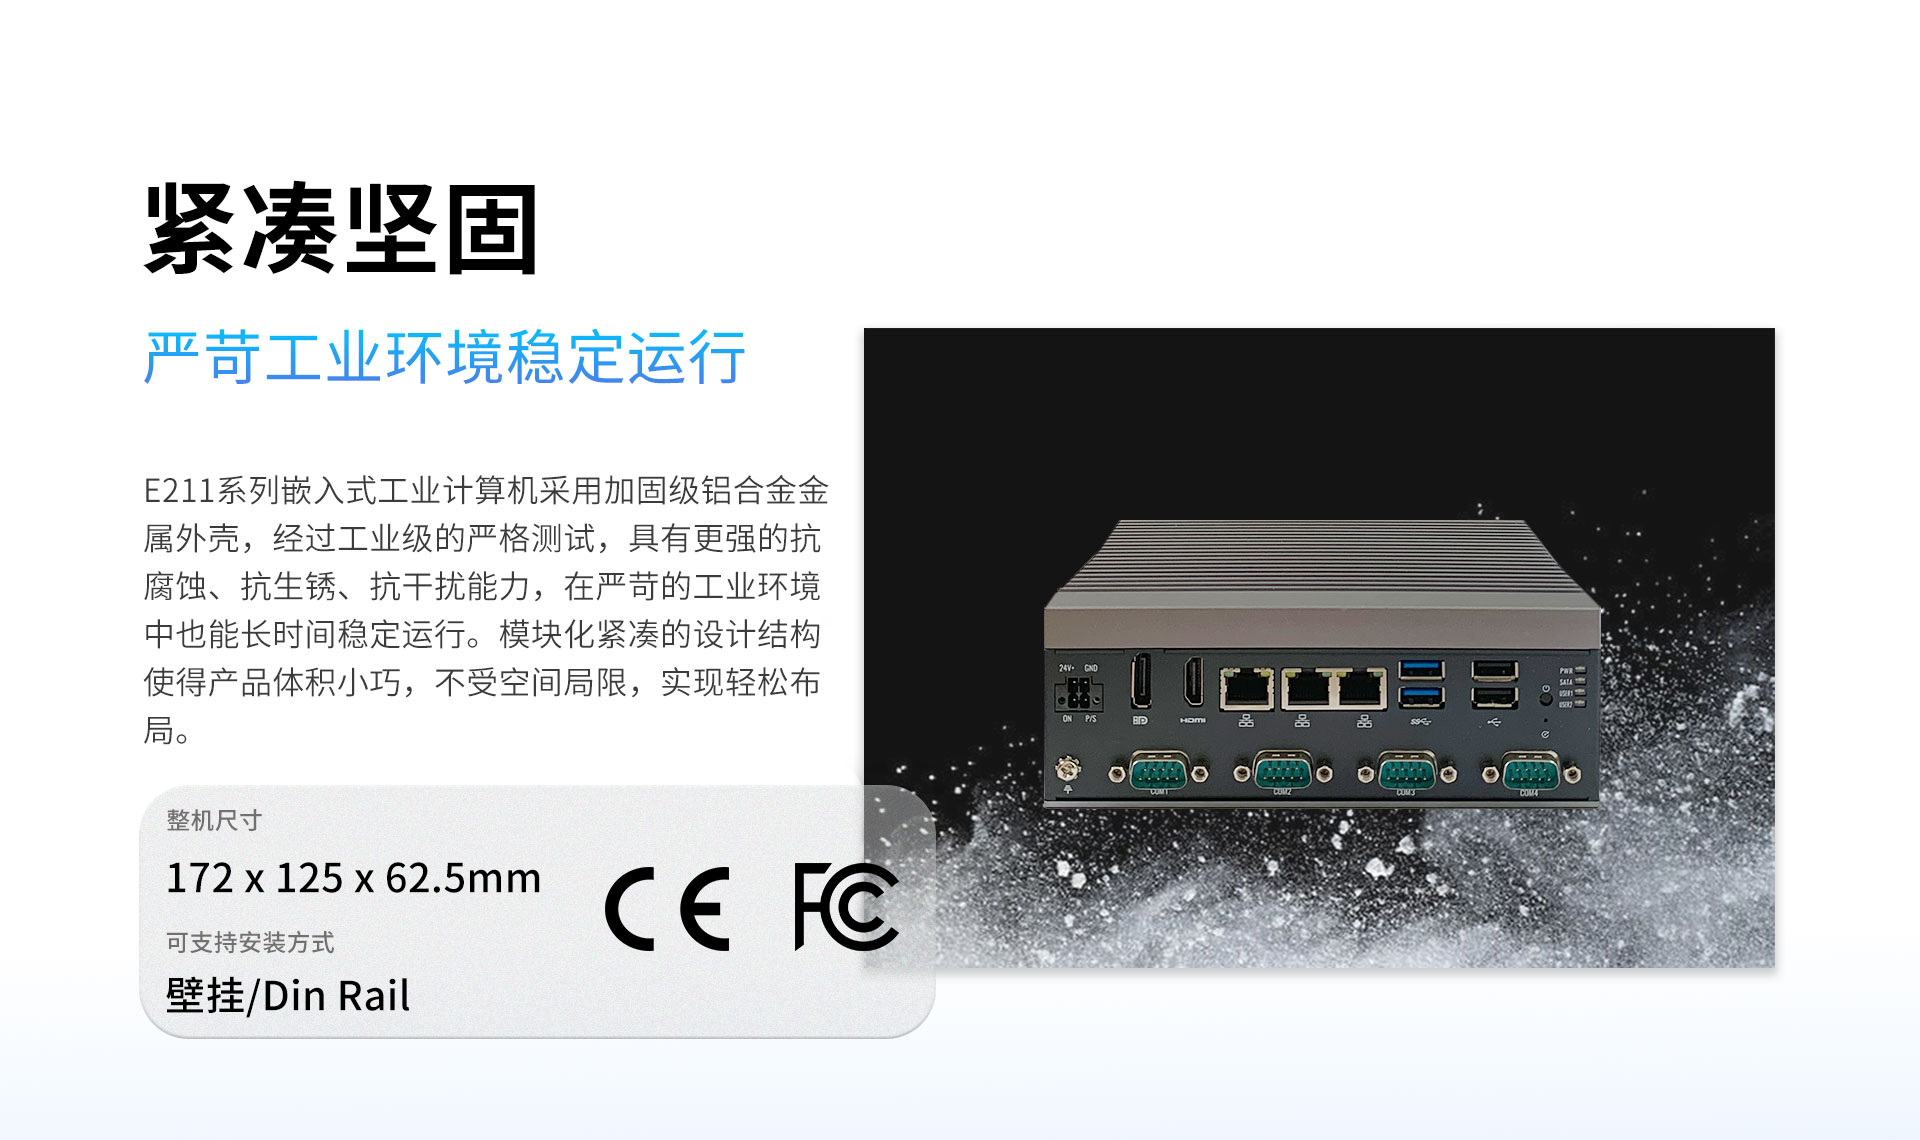 紧凑坚固
严苛工业环境稳定运行
E211系列嵌入式工业计算机采用加固级铝合金金
属外壳，经过工业级的严格测试，具有更强的抗
腐蚀、抗生锈、抗干扰能力，在严苛的工业环境
中也能长时间稳定运行。模块化紧凑的设计结构
使得产品体积小巧，不受空间局限，实现轻松布
局。
整机尺寸
172 x 125 x 62.5mm
可支持安装方式
壁挂/Din Rail
CE FC
24V+ GND
ON P/S
HDMI
PWR
SATA
USER1
USER2
COM1 COM2 COM3 COM4